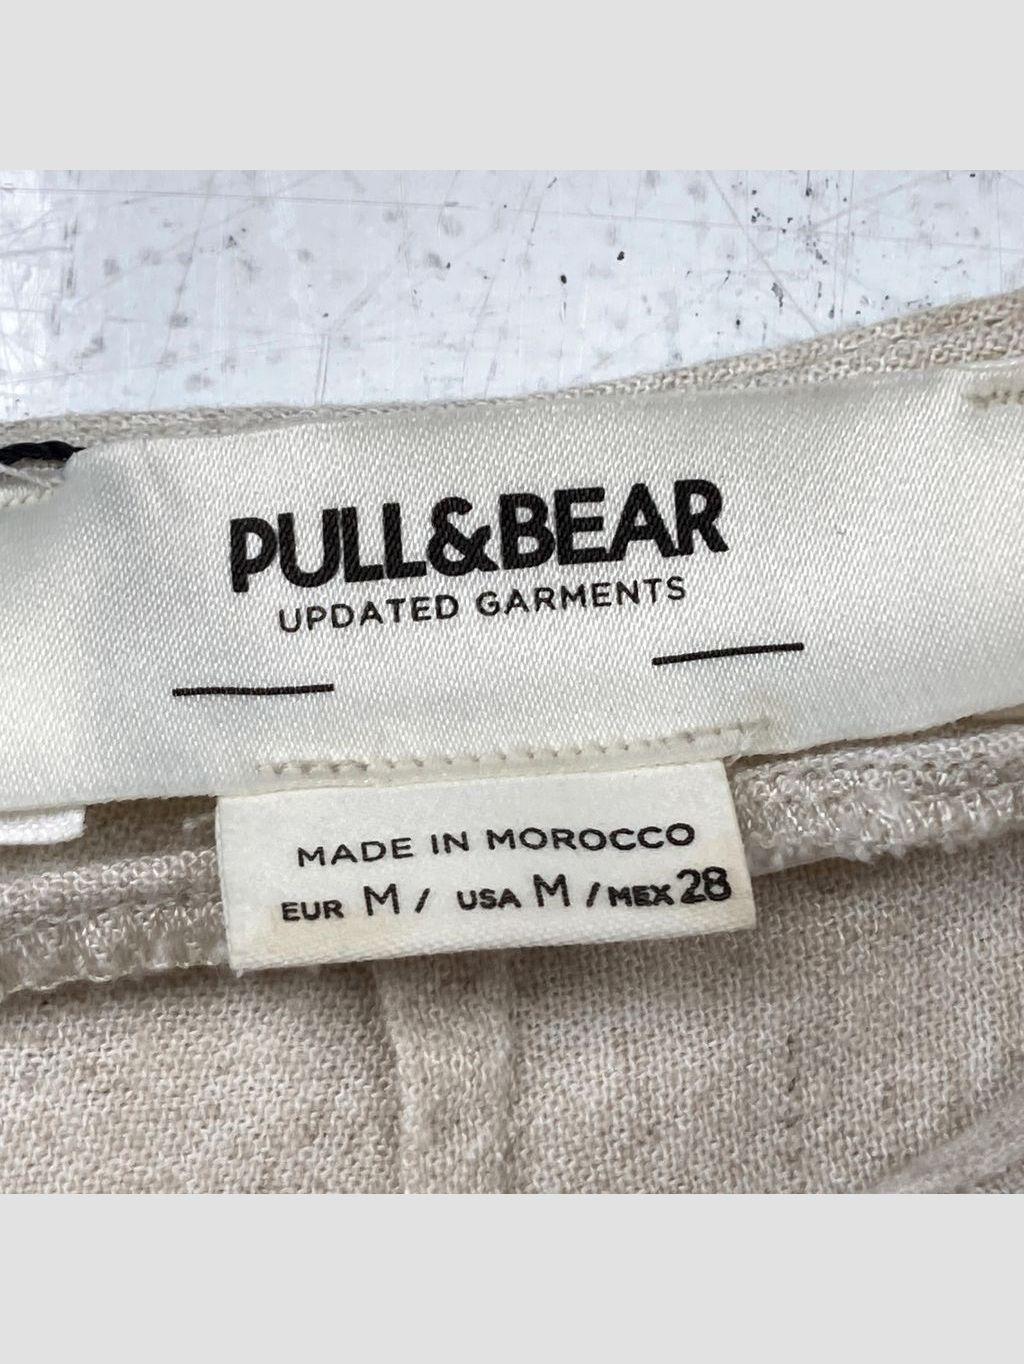 PULL&BEAR
UPDATED GARMENTS
MADE IN MOROCCO
EUR M / USA M / MEX 28